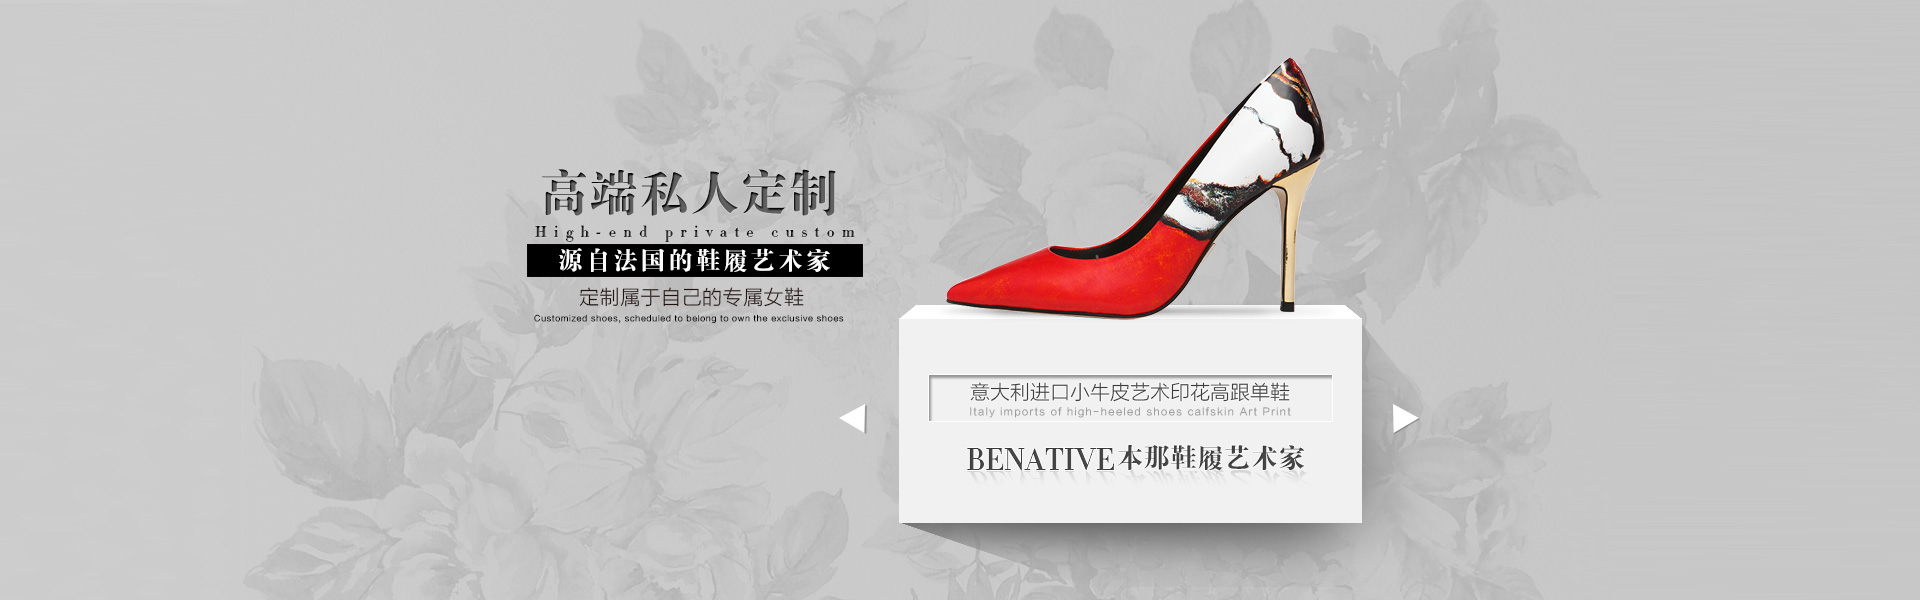 高端私人定制
High-end private custom
源自法国的鞋履艺术家
定制属于自己的专属女鞋
Customized shoes, scheduled to belong to own the exclusive shoes
意大利进口小牛皮艺术印花高跟单鞋
Italy imports of high-heeled shoes calfskin Art Print
BENATIVE本那鞋履艺术家